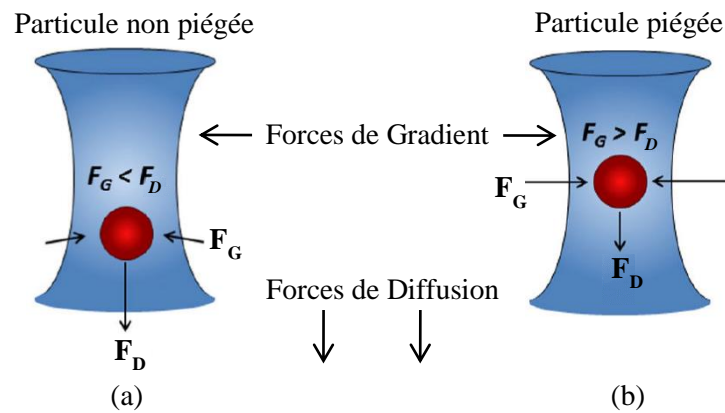 Particule non piégée
Particule piégée
Forces de Gradient
F_G < F_D
F_G > F_D
F_G
F_G
Forces de Diffusion
F_D
F_D
(a)
(b)